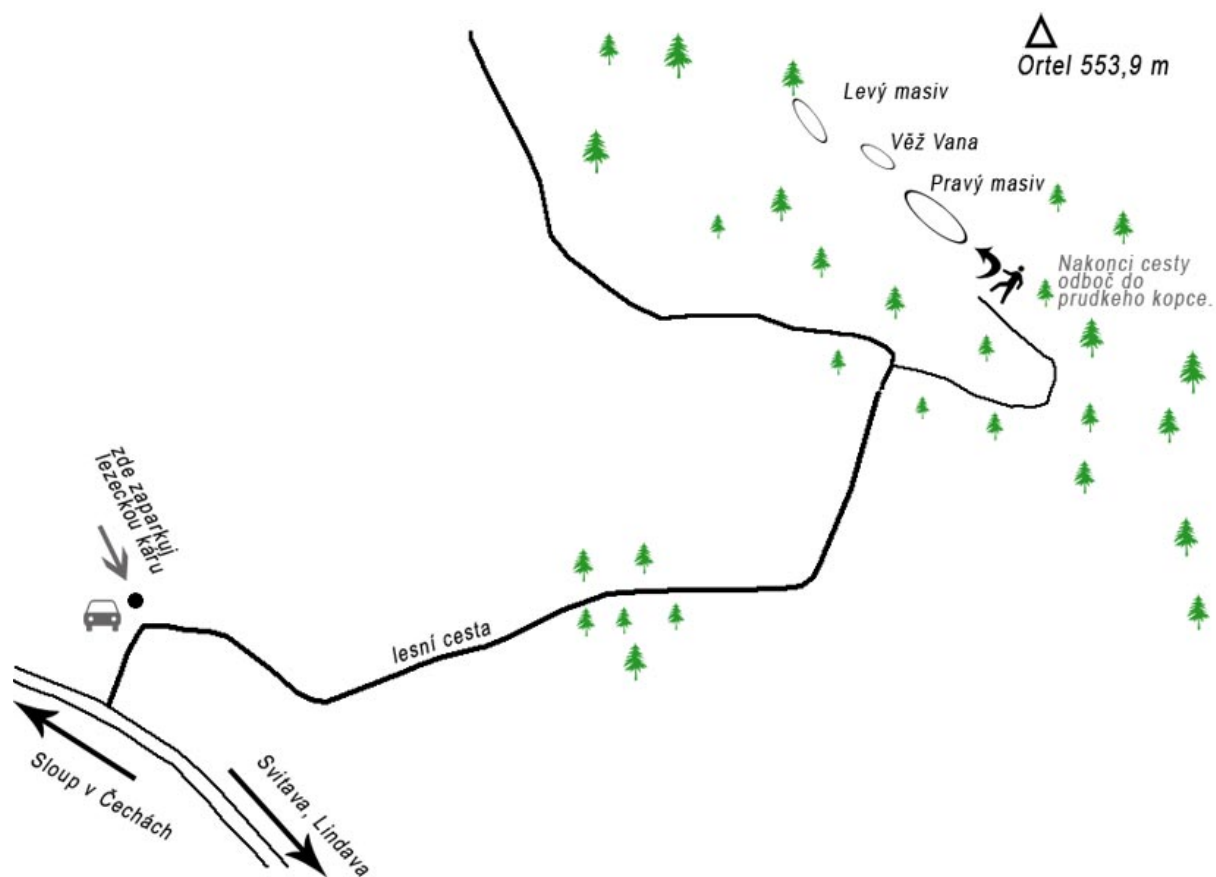 Ortel 553,9 m
Levý masiv
Věž Vana
Pravý masiv
Nakonci cesty
odboč do
prudkeho kopce.
zde zaparkuj
lezeckou káru
lesní cesta
Sloup v Čechách
Svitava, Lindava